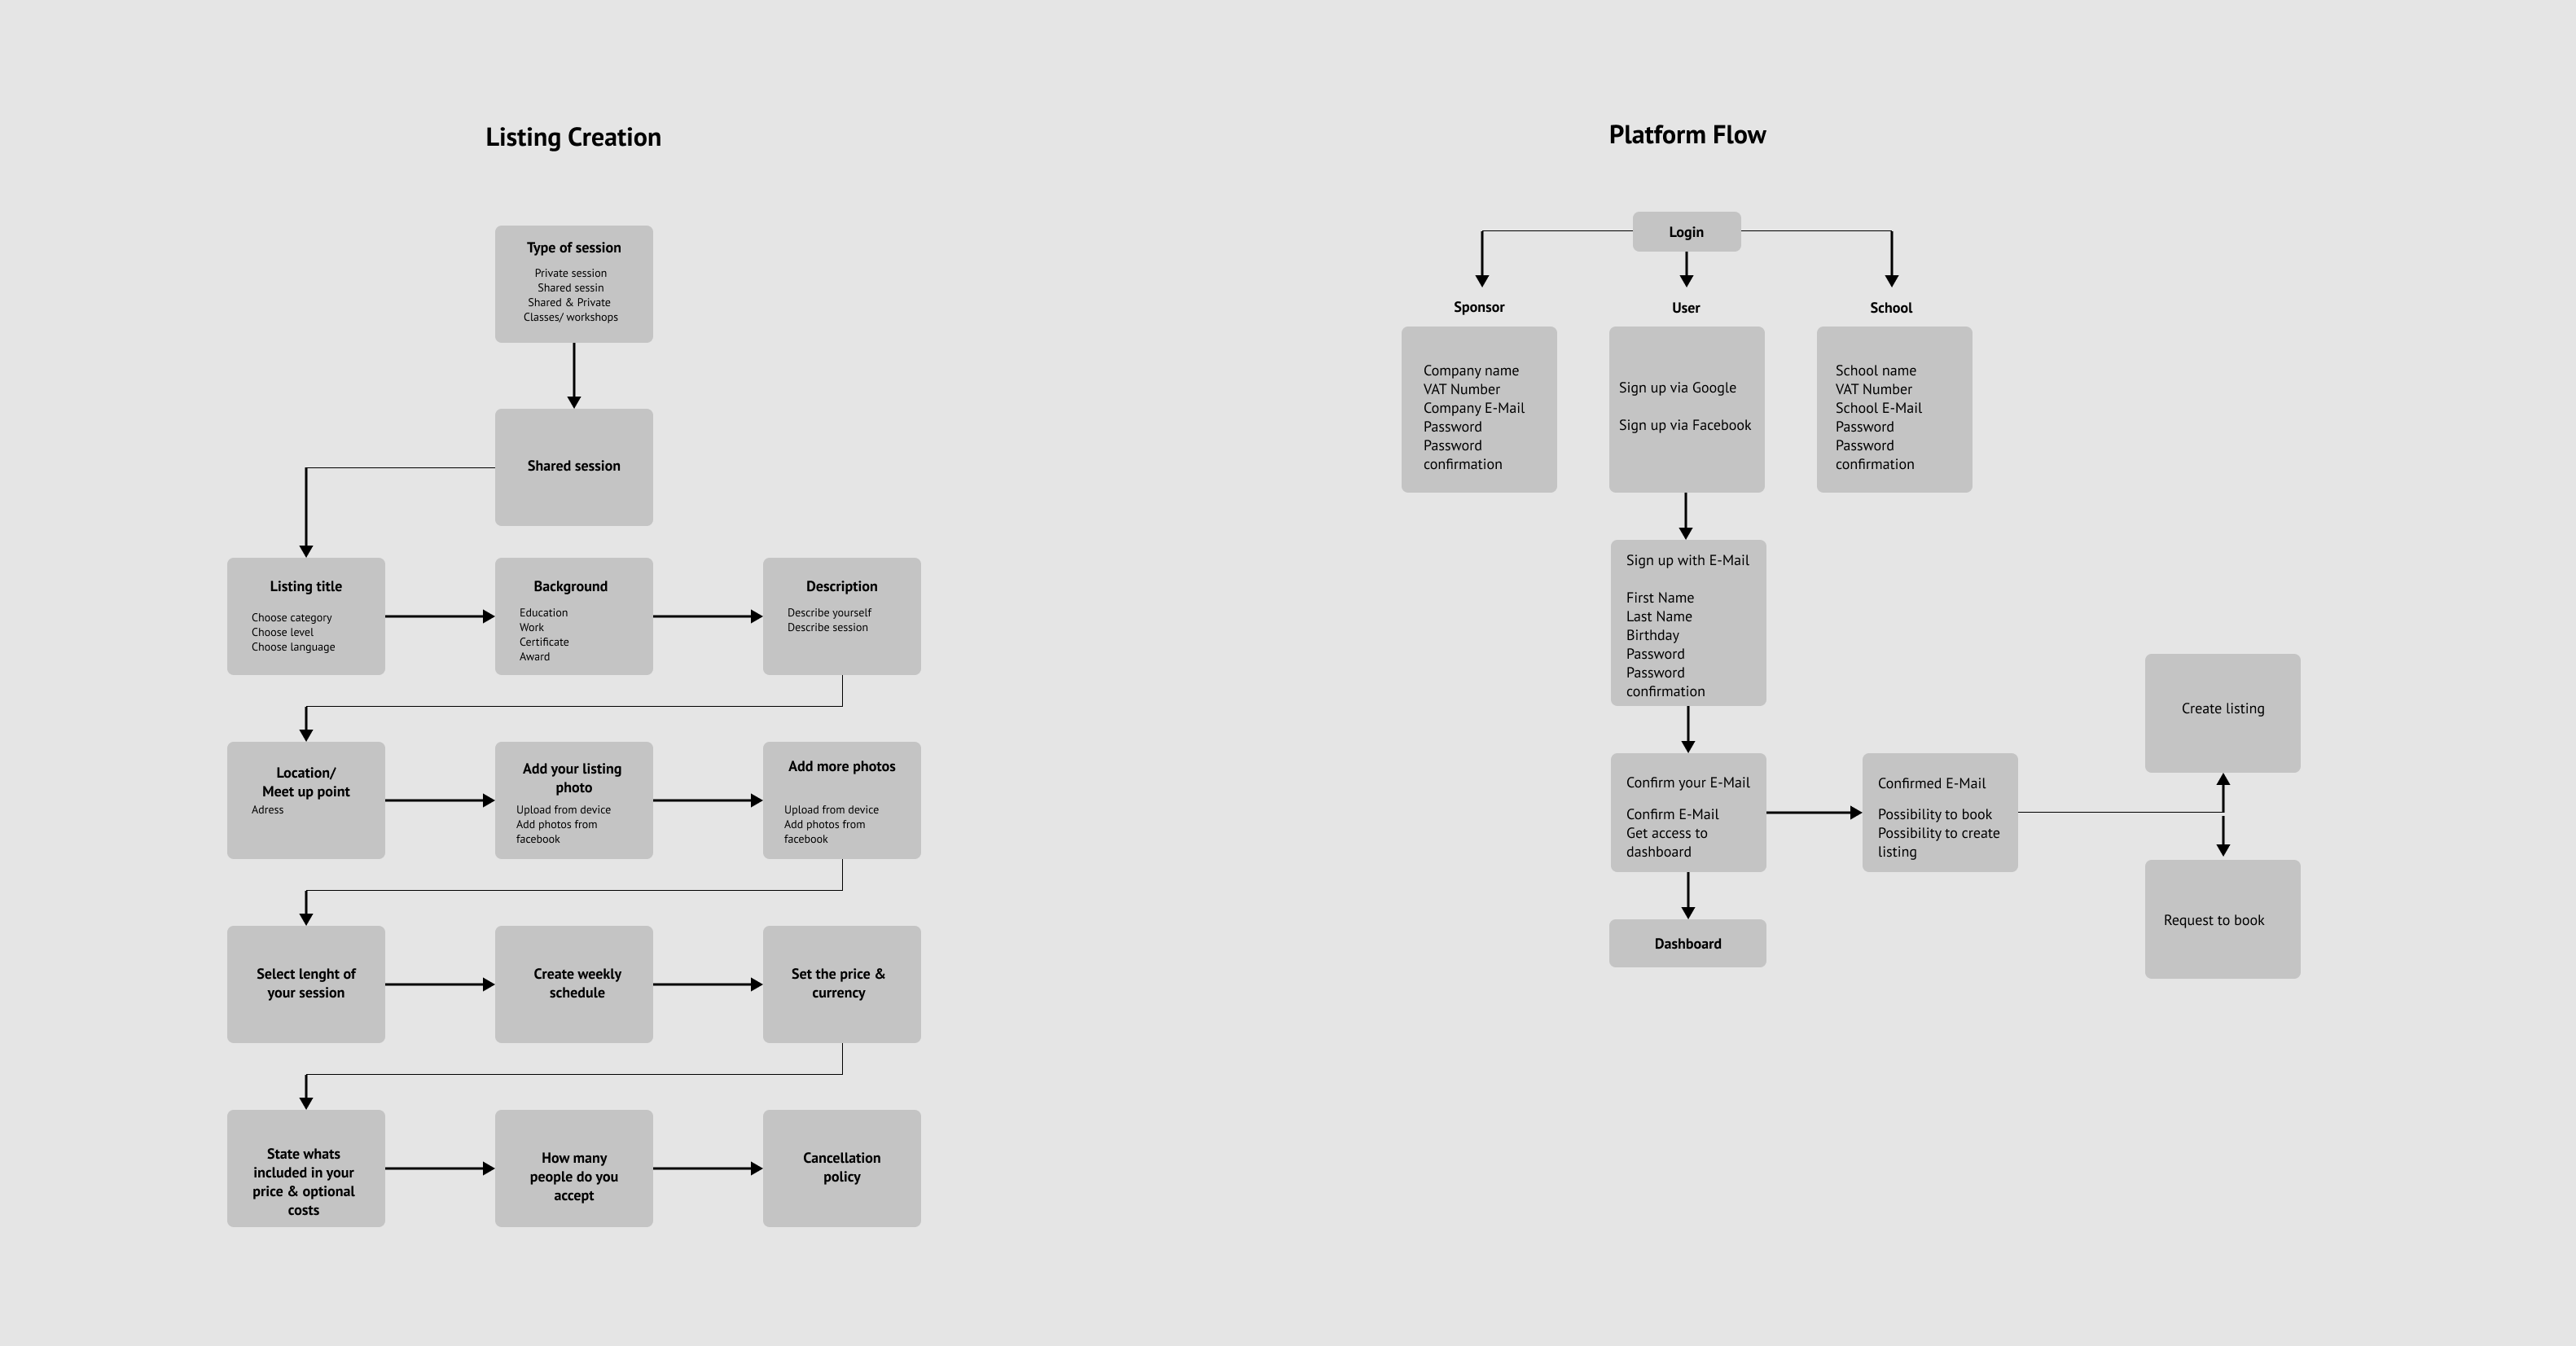 Listing Creation
Type of session
Private session
Shared sessin
Shared & Private
Classes/ workshops
Shared session
Listing title
Choose category
Choose level
Choose language
Background
Education
Work
Certificate
Award
Description
Describe yourself
Describe session
Location/
Meet up point
Adress
Add your listing
photo
Upload from device
Add photos from
facebook
Add more photos
Upload from device
Add photos from
facebook
Select lenght of
your session
Create weekly
schedule
Set the price &
currency
State whats
included in your
price & optional
costs
How many
people do you
accept
Cancellation
policy
Platform Flow
Login
Sponsor
Company name
VAT Number
Company E-Mail
Password
Password
confirmation
User
Sign up via Google
Sign up via Facebook
School
School name
VAT Number
School E-Mail
Password
Password
confirmation
Sign up with E-Mail
First Name
Last Name
Birthday
Password
Password
confirmation
Confirm your E-Mail
Confirm E-Mail
Get access to
dashboard
Confirmed E-Mail
Possibility to book
Possibility to create
listing
Create listing
Request to book
Dashboard